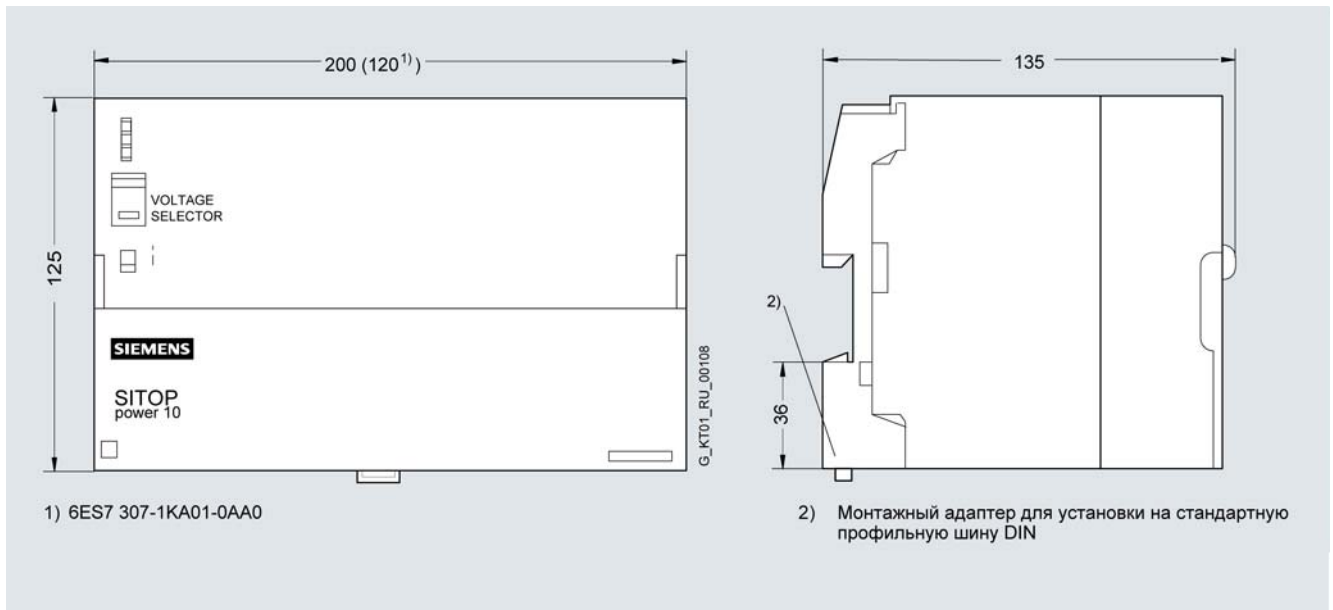 200 (120¹⁾)
125
VOLTAGE
SELECTOR
SIEMENS
SITOP
power 10
G_KT01_RU_00108
1) 6ES7 307-1KA01-0AA0
135
2)
36
2) Монтажный адаптер для установки на стандартную
профильную шину DIN